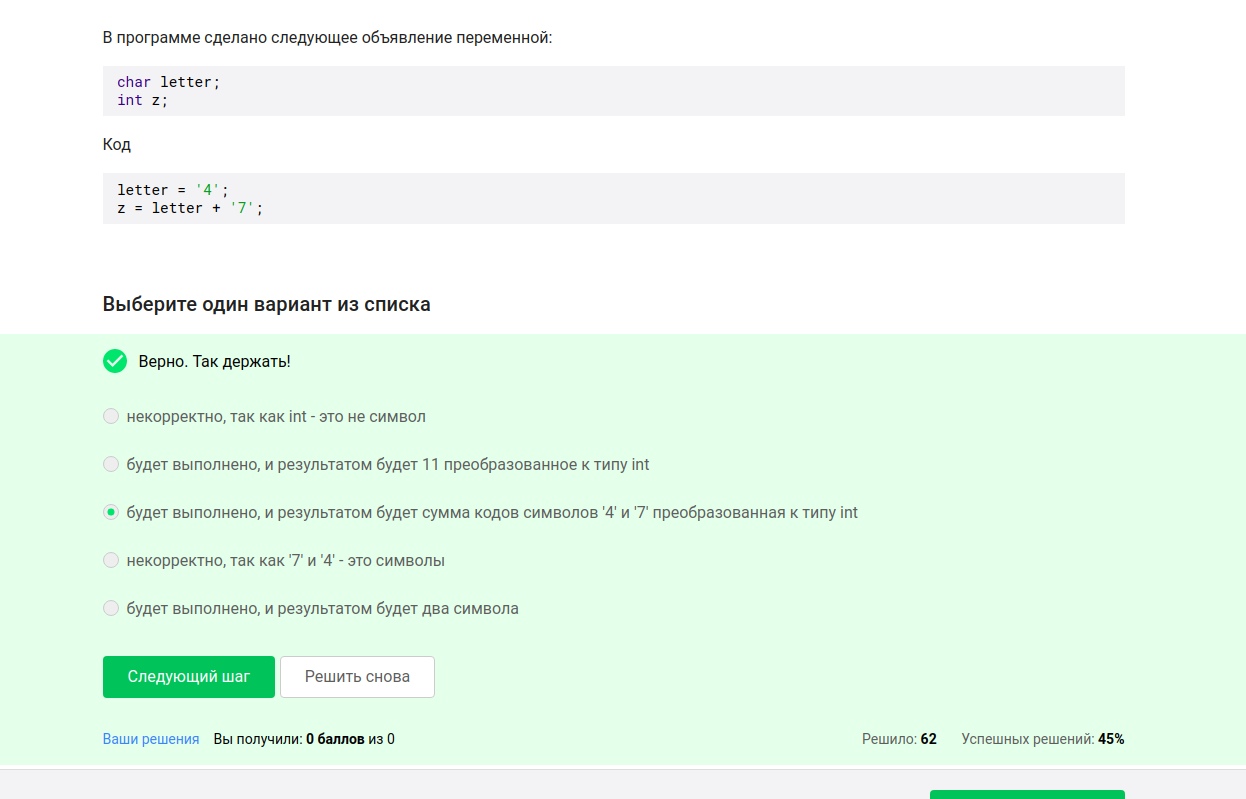 В программе сделано следующее объявление переменной:
char letter;
int z;
Код
letter = '4';
z = letter + '7';
Выберите один вариант из списка
Верно. Так держать!
некорректно, так как int - это не символ
будет выполнено, и результатом будет 11 преобразованное к типу int
будет выполнено, и результатом будет сумма кодов символов '4' и '7' преобразованная к типу int
некорректно, так как '7' и '4' - это символы
будет выполнено, и результатом будет два символа
Следующий шаг Решить снова
Ваши решения Вы получили: 0 баллов из 0 Решило: 62 Успешных решений: 45%